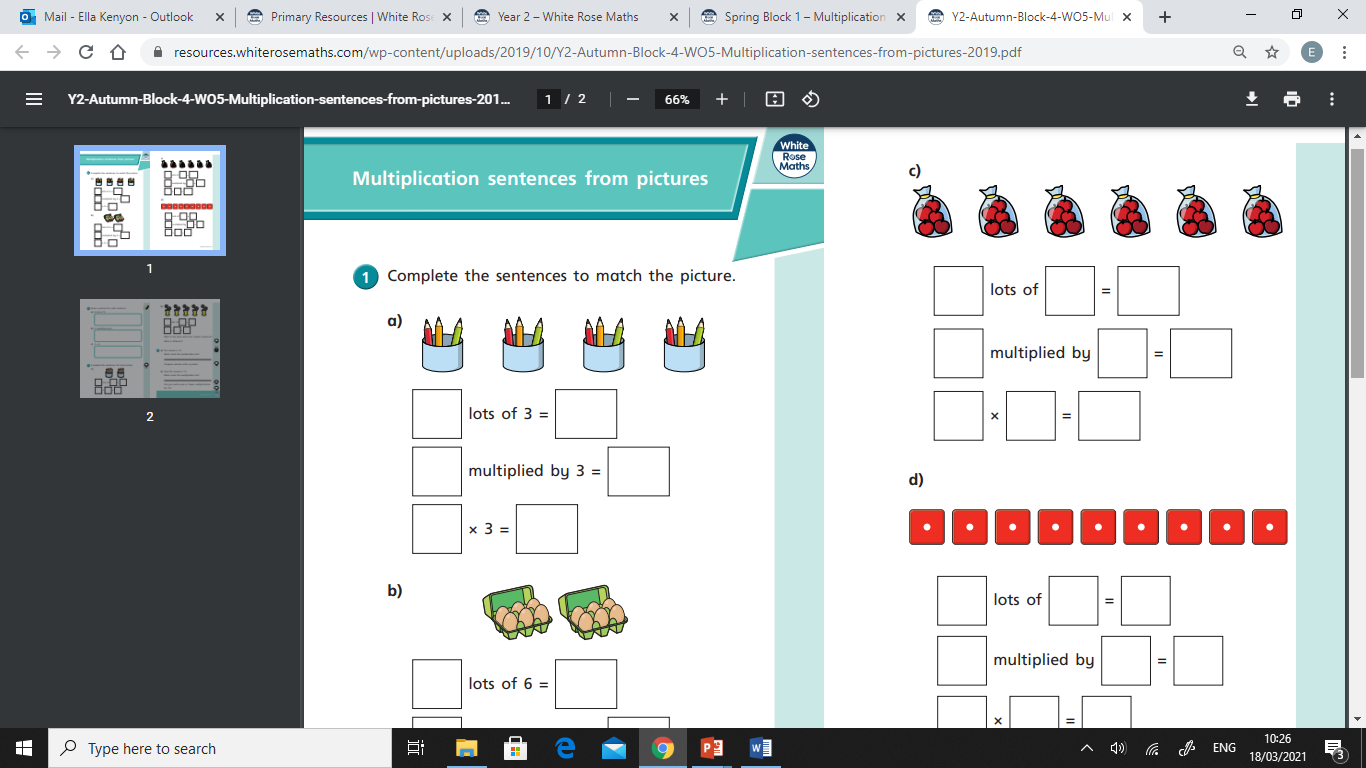 Mail - Ella Kenyon - Outlook
Primary Resources | White Rose
Year 2 – White Rose Maths
Spring Block 1 – Multiplication
Y2-Autumn-Block-4-WO5-Mul
E
resources.whiterosemaths.com/wp-content/uploads/2019/10/Y2-Autumn-Block-4-WO5-Multiplication-sentences-from-pictures-2019.pdf
Y2-Autumn-Block-4-WO5-Multiplication-sentences-from-pictures-201...
1 / 2
66%
1
2
White
Rose
Maths
Multiplication sentences from pictures
1 Complete the sentences to match the picture.
a)
lots of 3 =
multiplied by 3 =
× 3 =
b)
lots of 6 =
c)
lots of =
multiplied by =
× =
d)
lots of =
multiplied by =
× =
Type here to search
ENG
10:26
18/03/2021
3